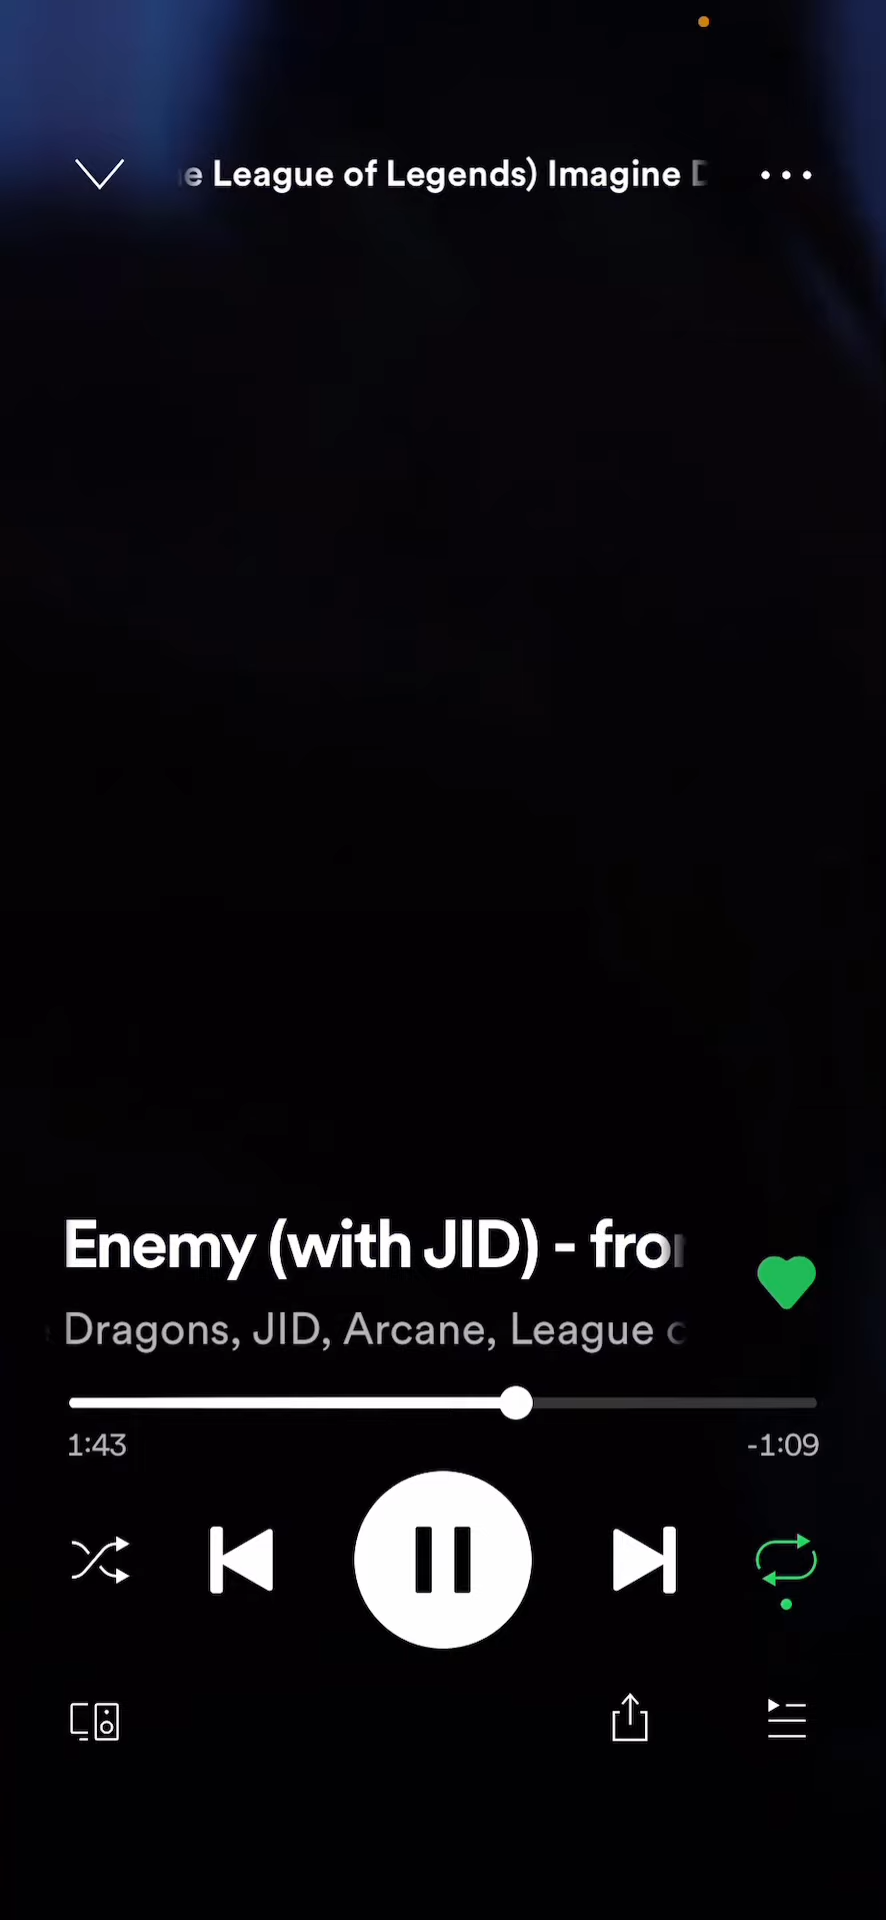 e League of Legends) Imagine
Enemy (with JID) - fro
Dragons, JID, Arcane, League
1:43
-1:09